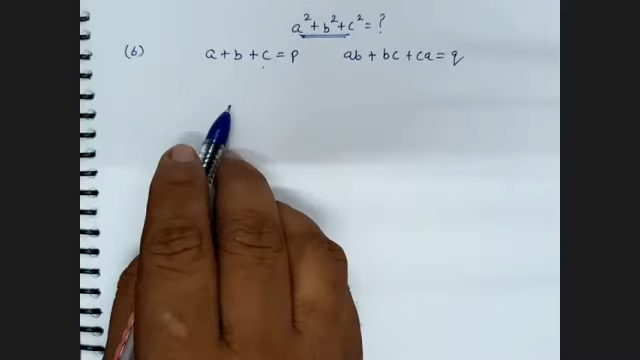 a² + b² + c² = ?
(6) a + b + c = p ab + bc + ca = q